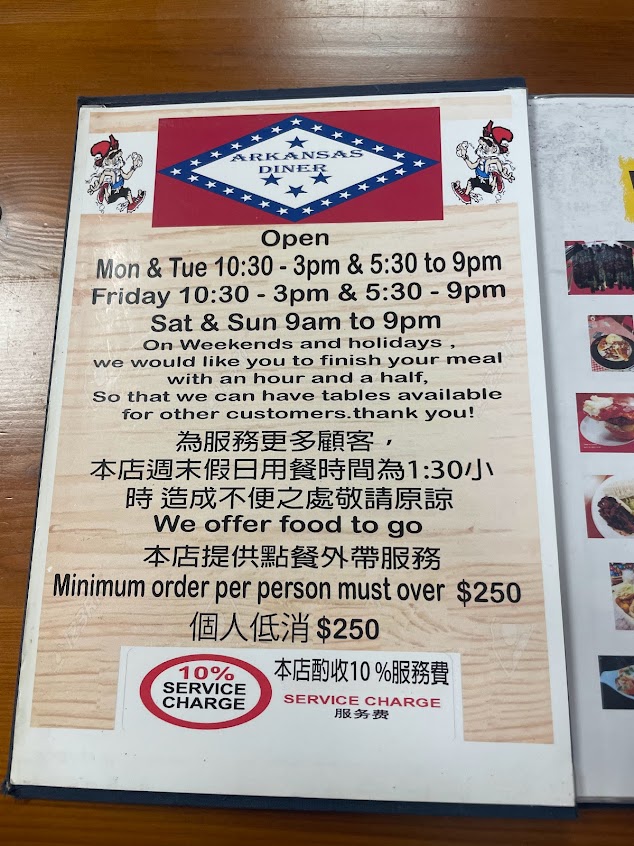 ARKANSAS
DINER
Open
Mon & Tue 10:30 - 3pm & 5:30 to 9pm
Friday 10:30 - 3pm & 5:30 - 9pm
Sat & Sun 9am to 9pm
On Weekends and holidays ,
we would like you to finish your meal
with an hour and a half,
So that we can have tables available
for other customers.thank you!
為服務更多顧客，
本店週末假日用餐時間為1:30小
時 造成不便之處敬請原諒
We offer food to go
本店提供點餐外帶服務
Minimum order per person must over $250
個人低消 $250
10%
SERVICE
CHARGE
本店酌收10 %服務費
SERVICE CHARGE
服务费